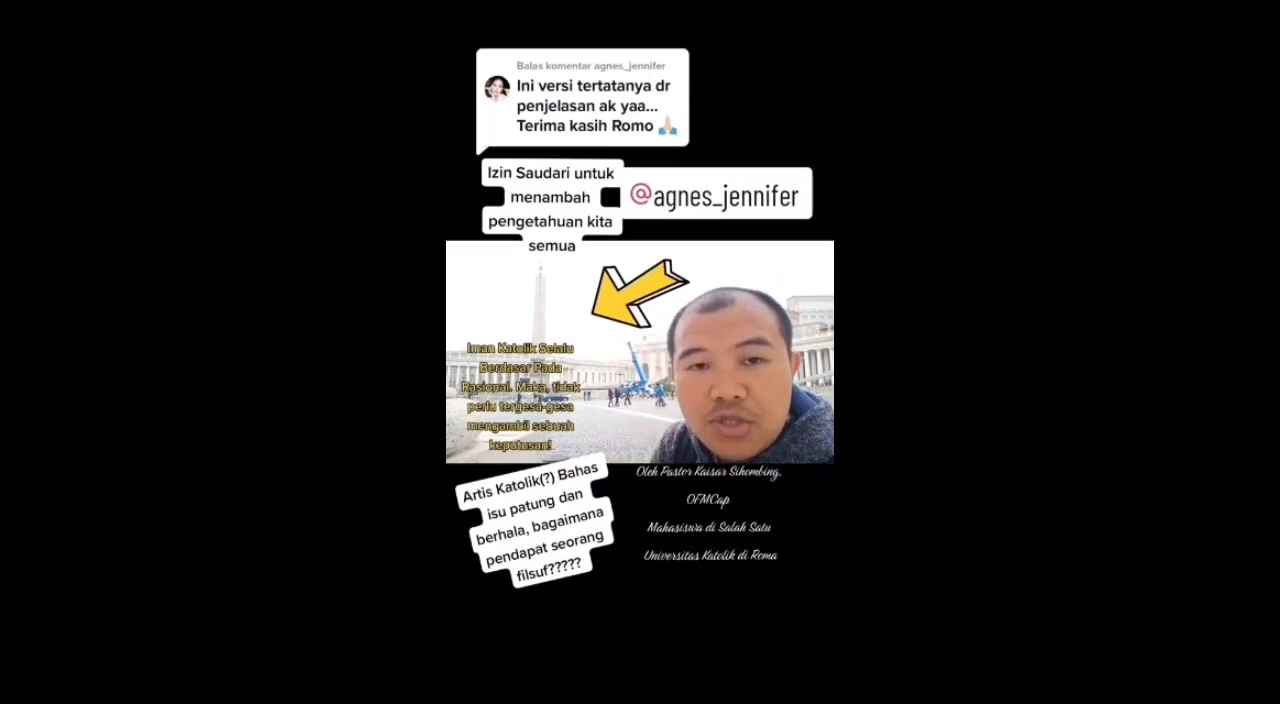 Balas komentar agnes_jennifer
Ini versi tertatanya dr
penjelasan ak yaa...
Terima kasih Romo 🙏🏼
Izin Saudari untuk
menambah
pengetahuan kita
semua
@agnes_jennifer
Iman Katolik Selalu
Berdasar Pada
Rasional. Maka, tidak
perlu tergesa-gesa
mengambil sebuah
keputusan!
Artis Katolik(?) Bahas
isu patung dan
berhala, bagaimana
pendapat seorang
filsuf?????
Oleh Pastor Kaisar Sihombing,
OFMCap
Mahasiswa di Salah Satu
Universitas Katolik di Roma